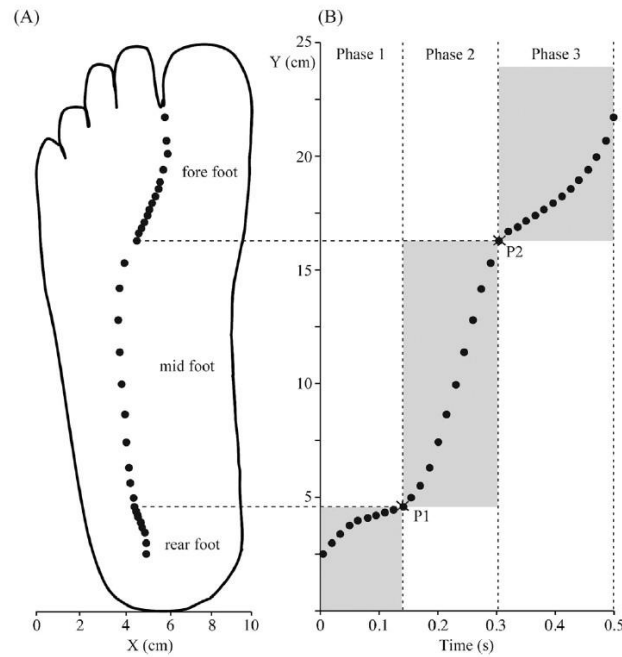 (A)
(B)
Y (cm)
25
20
15
10
5
Phase 1
Phase 2
Phase 3
fore foot
mid foot
rear foot
P2
P1
0 2 4 6 8 10
X (cm)
0 0.1 0.2 0.3 0.4 0.5
Time (s)